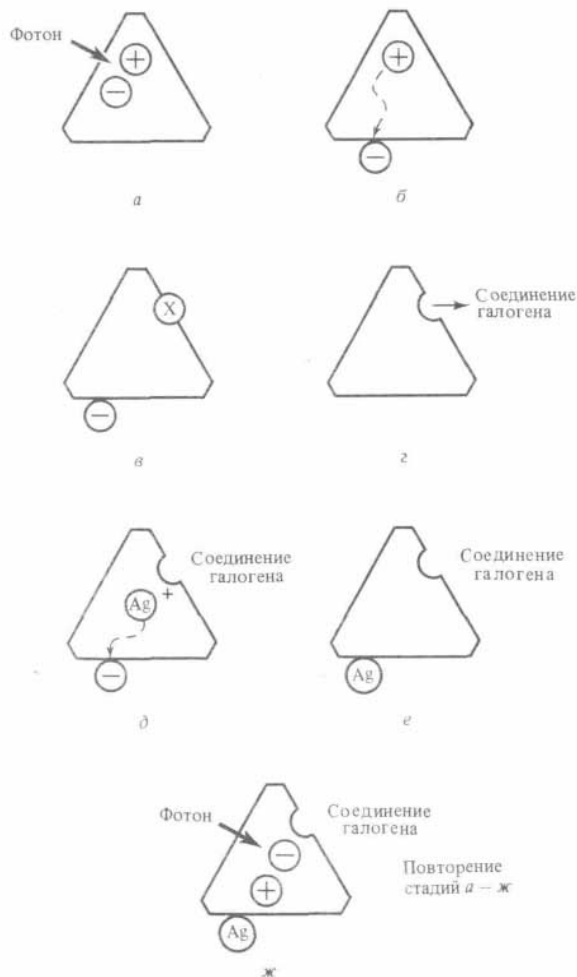 Фотон
+
−
а
+
−
б
X
−
в
Соединение
галогена
г
Соединение
галогена
Ag +
−
д
Соединение
галогена
Ag
е
Фотон
Соединение
галогена
−
+
Повторение
стадий а – ж
Ag
ж